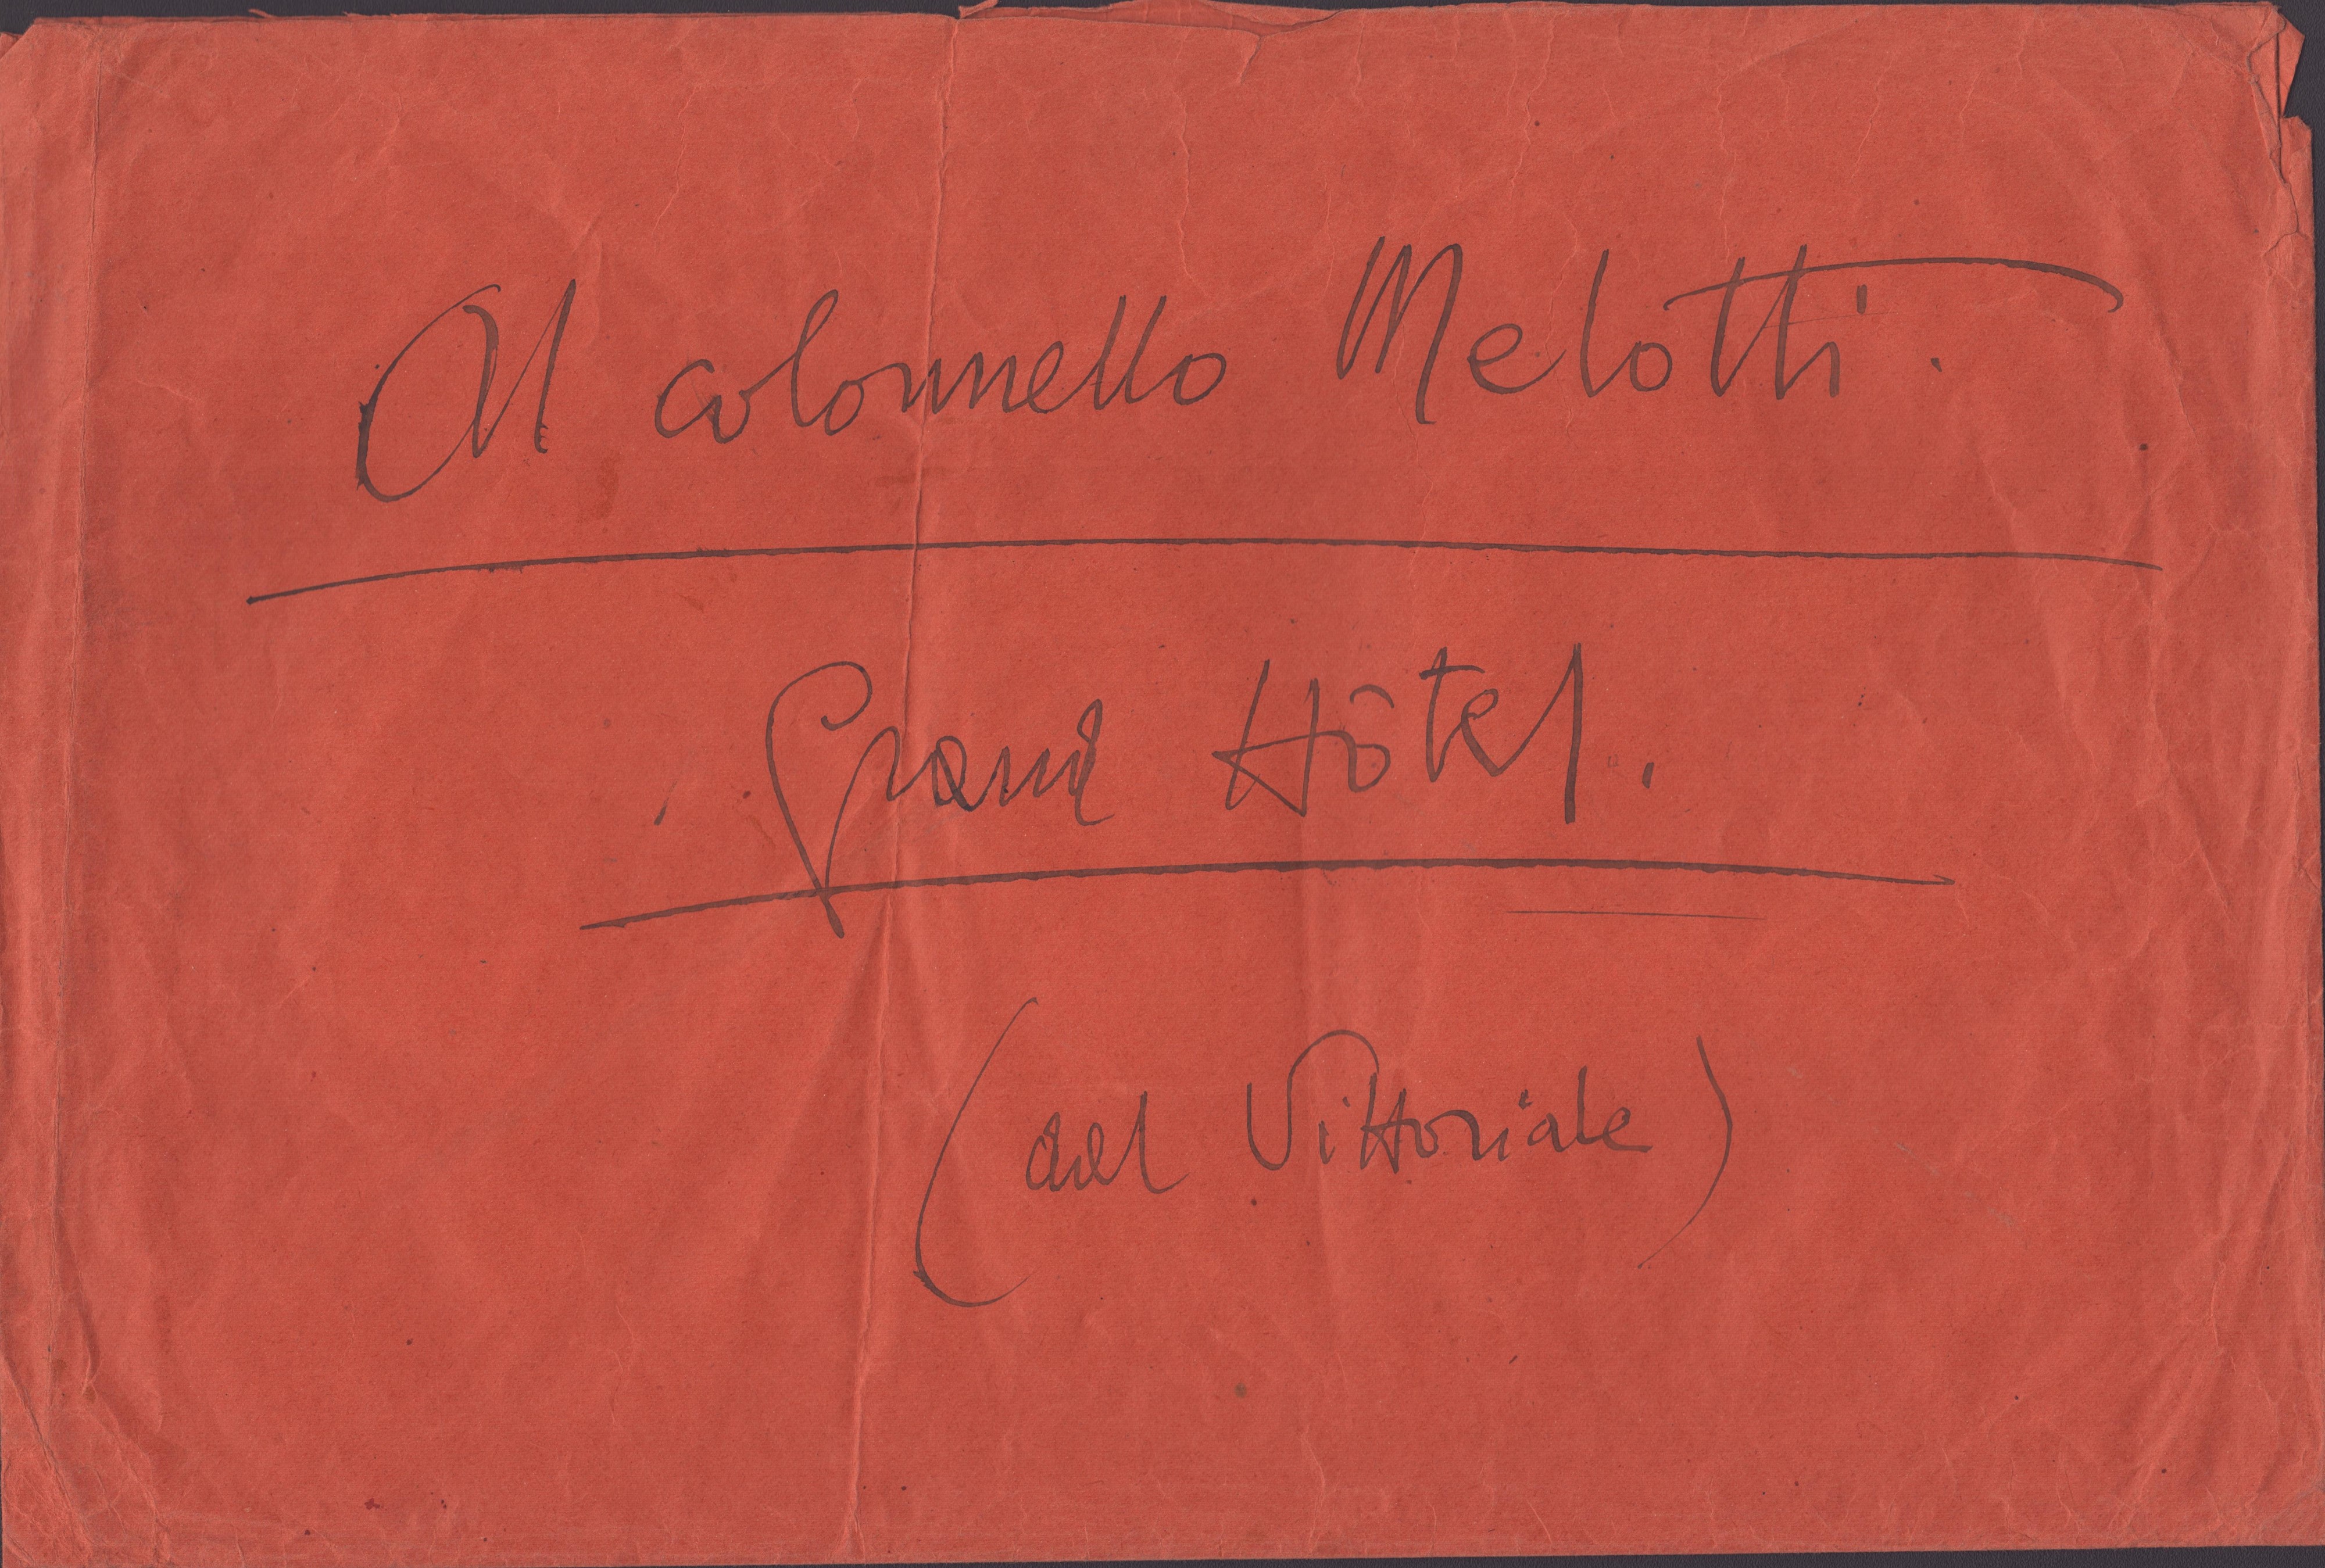 Al colonnello Melotti.
Grand Hôtel.
(dal Vittoriale)